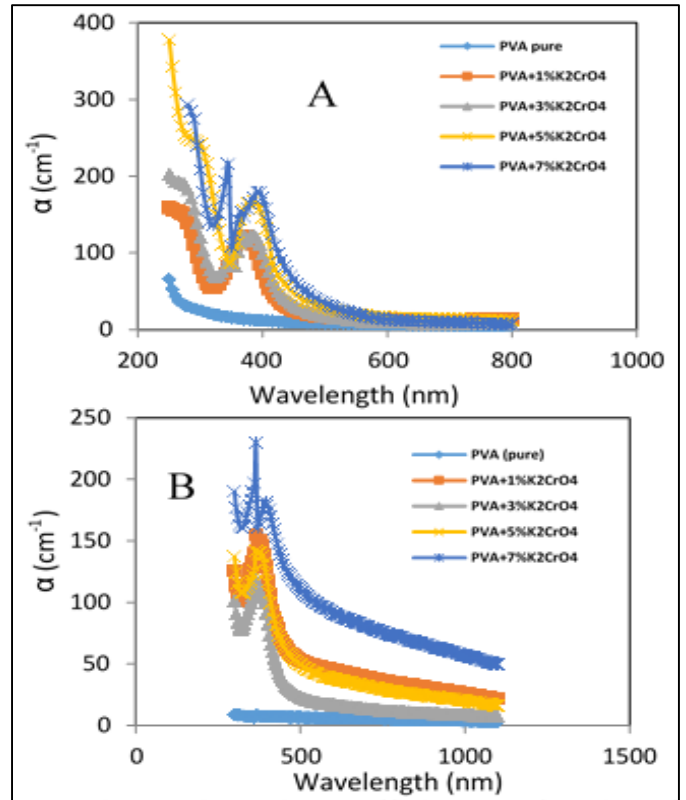 α (cm-1)
400
300
200
100
0
A
PVA pure
PVA+1%K2CrO4
PVA+3%K2CrO4
PVA+5%K2CrO4
PVA+7%K2CrO4
200 400 600 800 1000
Wavelength (nm)
α (cm-1)
250
200
150
100
50
0
B
PVA (pure)
PVA+1%K2CrO4
PVA+3%K2CrO4
PVA+5%K2CrO4
PVA+7%K2CrO4
0 500 1000 1500
Wavelength (nm)